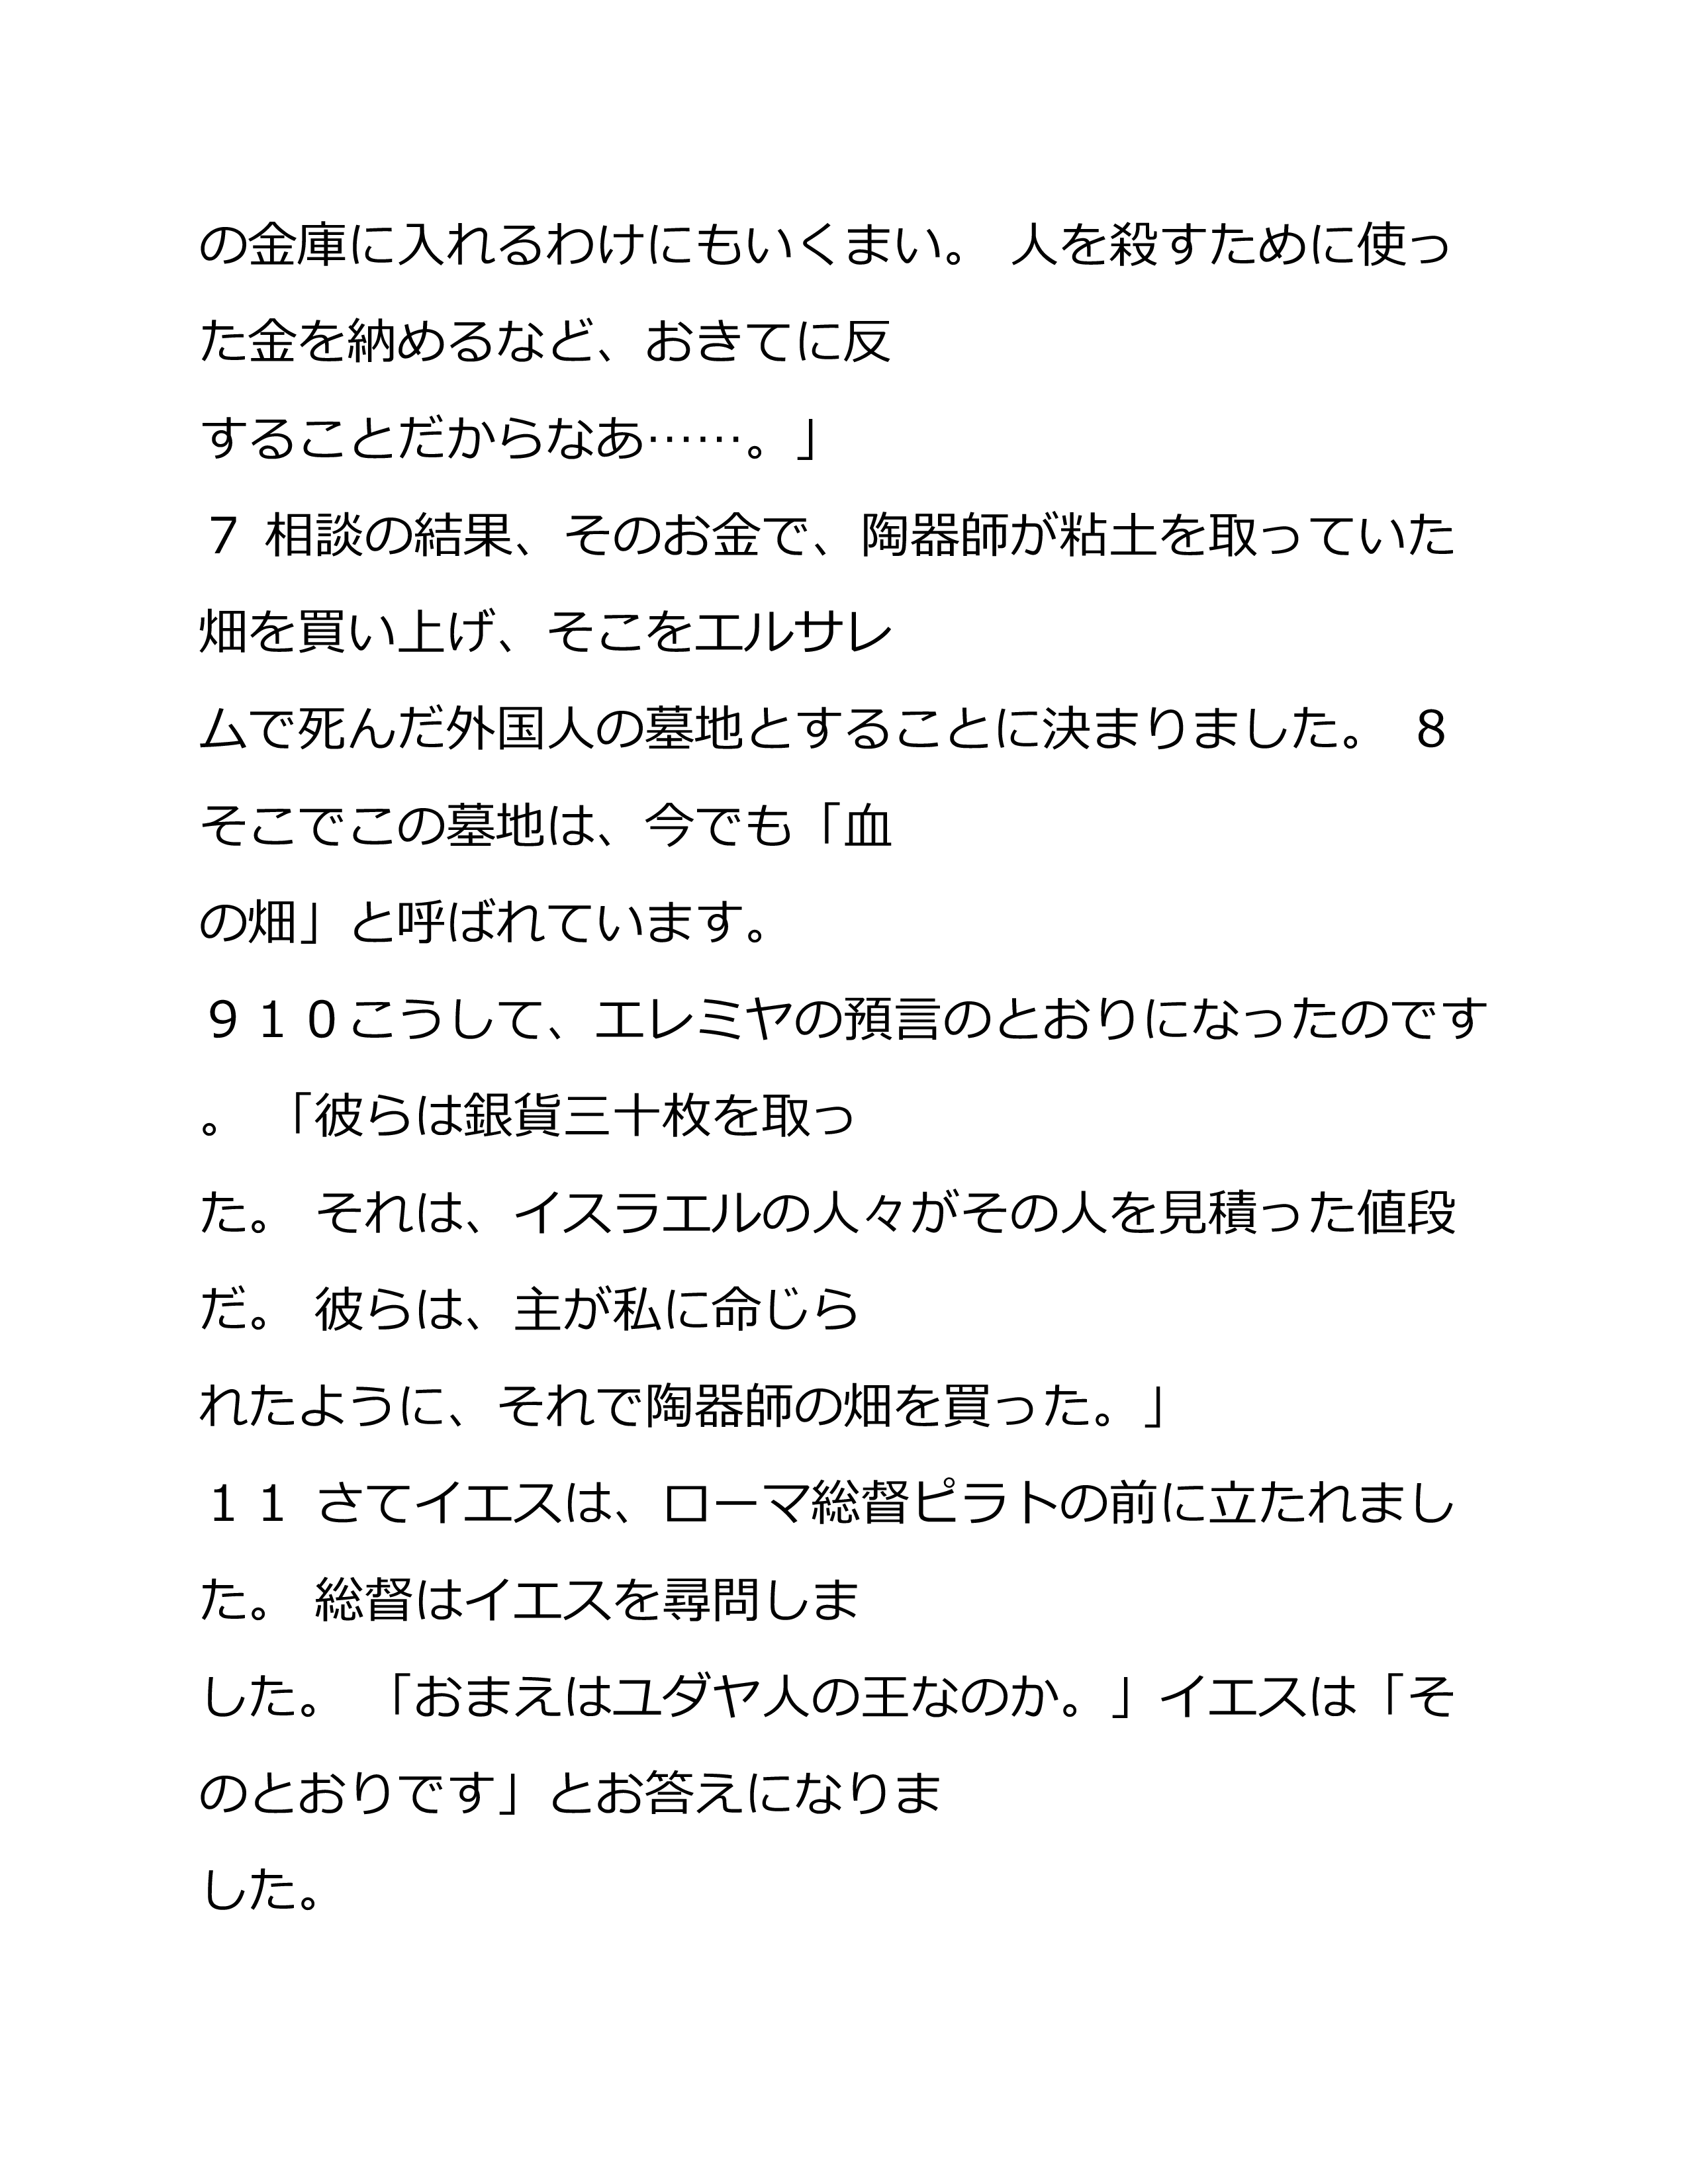 の金庫に入れるわけにもいくまい。 人を殺すために使っ
た金を納めるなど、おきてに反
することだからなあ……。」
７ 相談の結果、そのお金で、陶器師が粘土を取っていた
畑を買い上げ、そこをエルサレ
ムで死んだ外国人の墓地とすることに決まりました。 ８
そこでこの墓地は、今でも「血
の畑」と呼ばれています。
９１０こうして、エレミヤの預言のとおりになったのです
。 「彼らは銀貨三十枚を取っ
た。 それは、イスラエルの人々がその人を見積った値段
だ。 彼らは、主が私に命じら
れたように、それで陶器師の畑を買った。」
１１ さてイエスは、ローマ総督ピラトの前に立たれまし
た。 総督はイエスを尋問しま
した。 「おまえはユダヤ人の王なのか。」イエスは「そ
のとおりです」とお答えになりま
した。